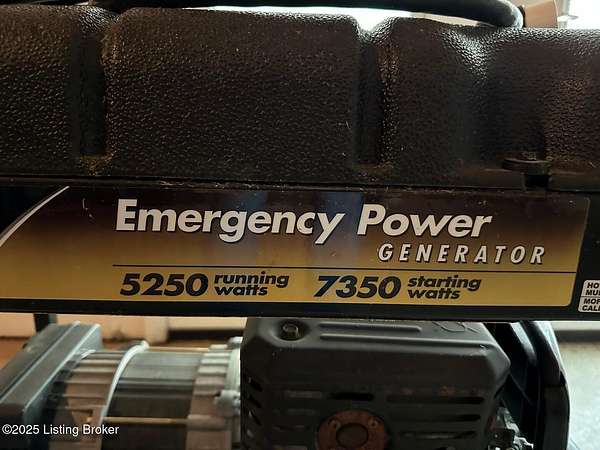 Emergency Power
GENERATOR
5250 running watts 7350 starting watts
©2025 Listing Broker